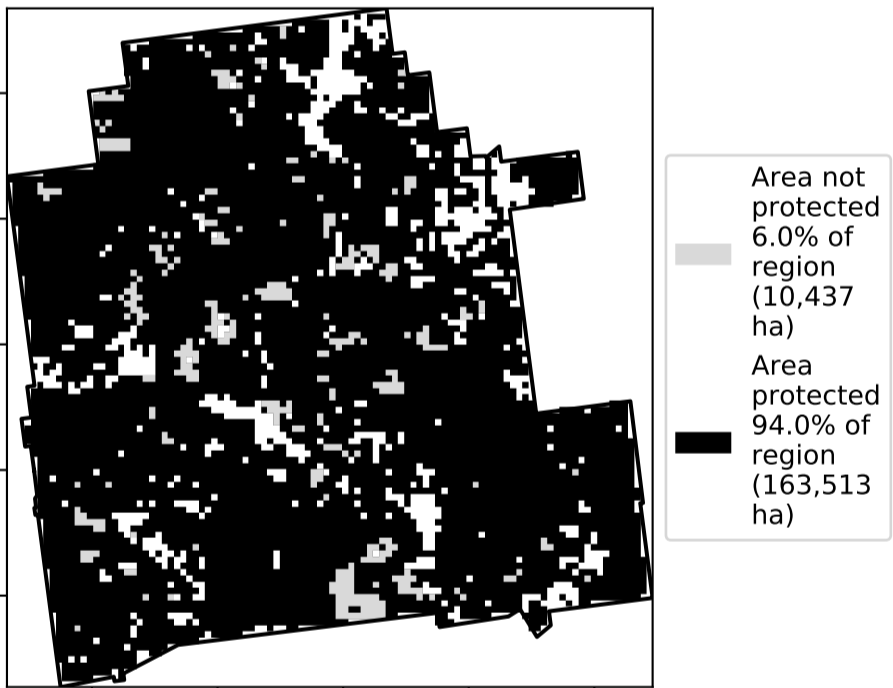 Area not
protected
6.0% of
region
(10,437
ha)
Area
protected
94.0% of
region
(163,513
ha)